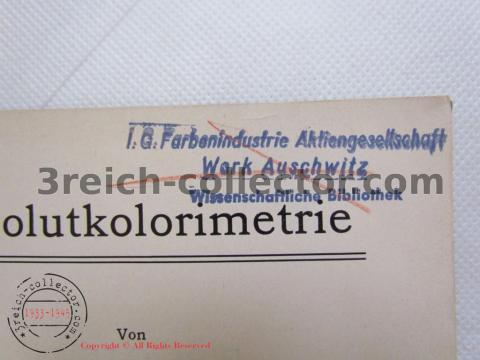 I.G. Farbenindustrie Aktiengesellschaft
Werk Auschwitz
3reich-collector.com
Wissenschaftliche Bibliothek
olutkolorimetrie
3reich-collector.com
1933-1945
Von
Copyright © All Rights Reserved